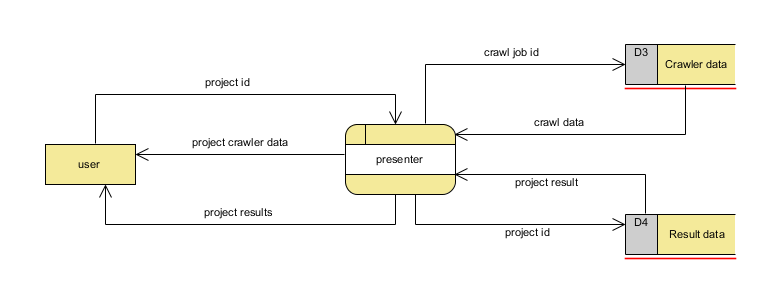 crawl job id
D3
Crawler data
project id
crawl data
project crawler data
user
presenter
project result
project results
D4
project id
Result data